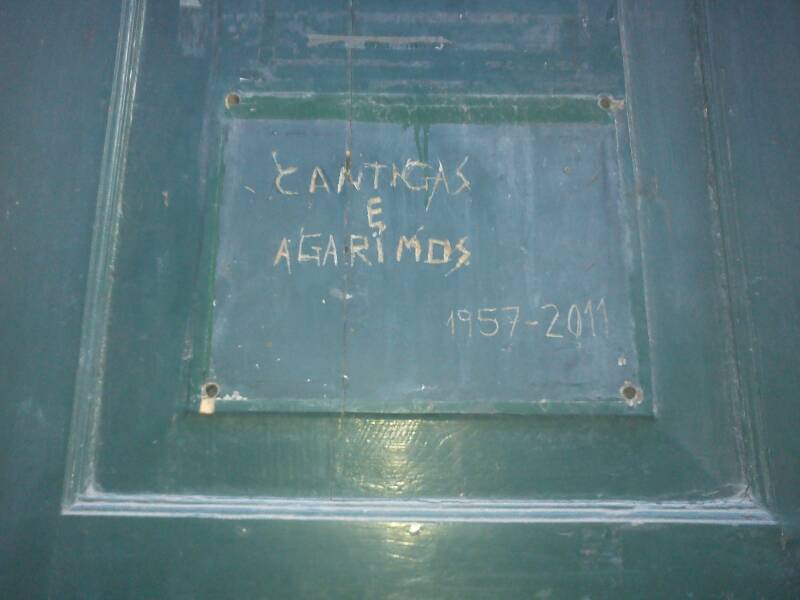 CANTIGAS
E
AGARIMOS
1957-2011